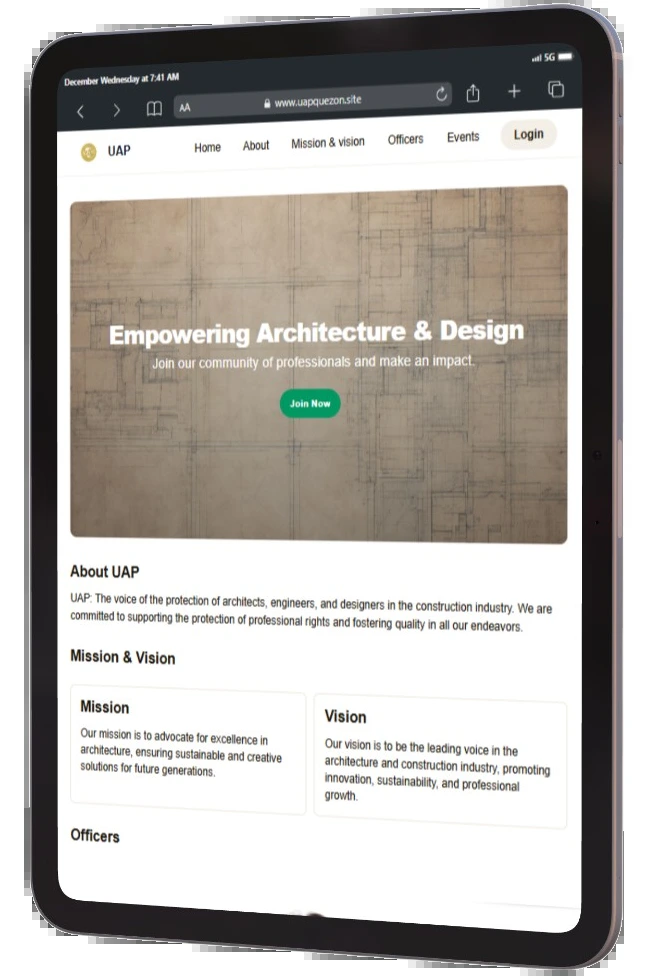 December Wednesday at 7:41 AM
5G
AA
www.uapquezon.site
UAP Home About Mission & vision Officers Events Login
Empowering Architecture & Design
Join our community of professionals and make an impact.
Join Now
About UAP
UAP: The voice of the protection of architects, engineers, and designers in the construction industry. We are
committed to supporting the protection of professional rights and fostering quality in all our endeavors.
Mission & Vision
Mission
Our mission is to advocate for excellence in
architecture, ensuring sustainable and creative
solutions for future generations.
Vision
Our vision is to be the leading voice in the
architecture and construction industry, promoting
innovation, sustainability, and professional
growth.
Officers